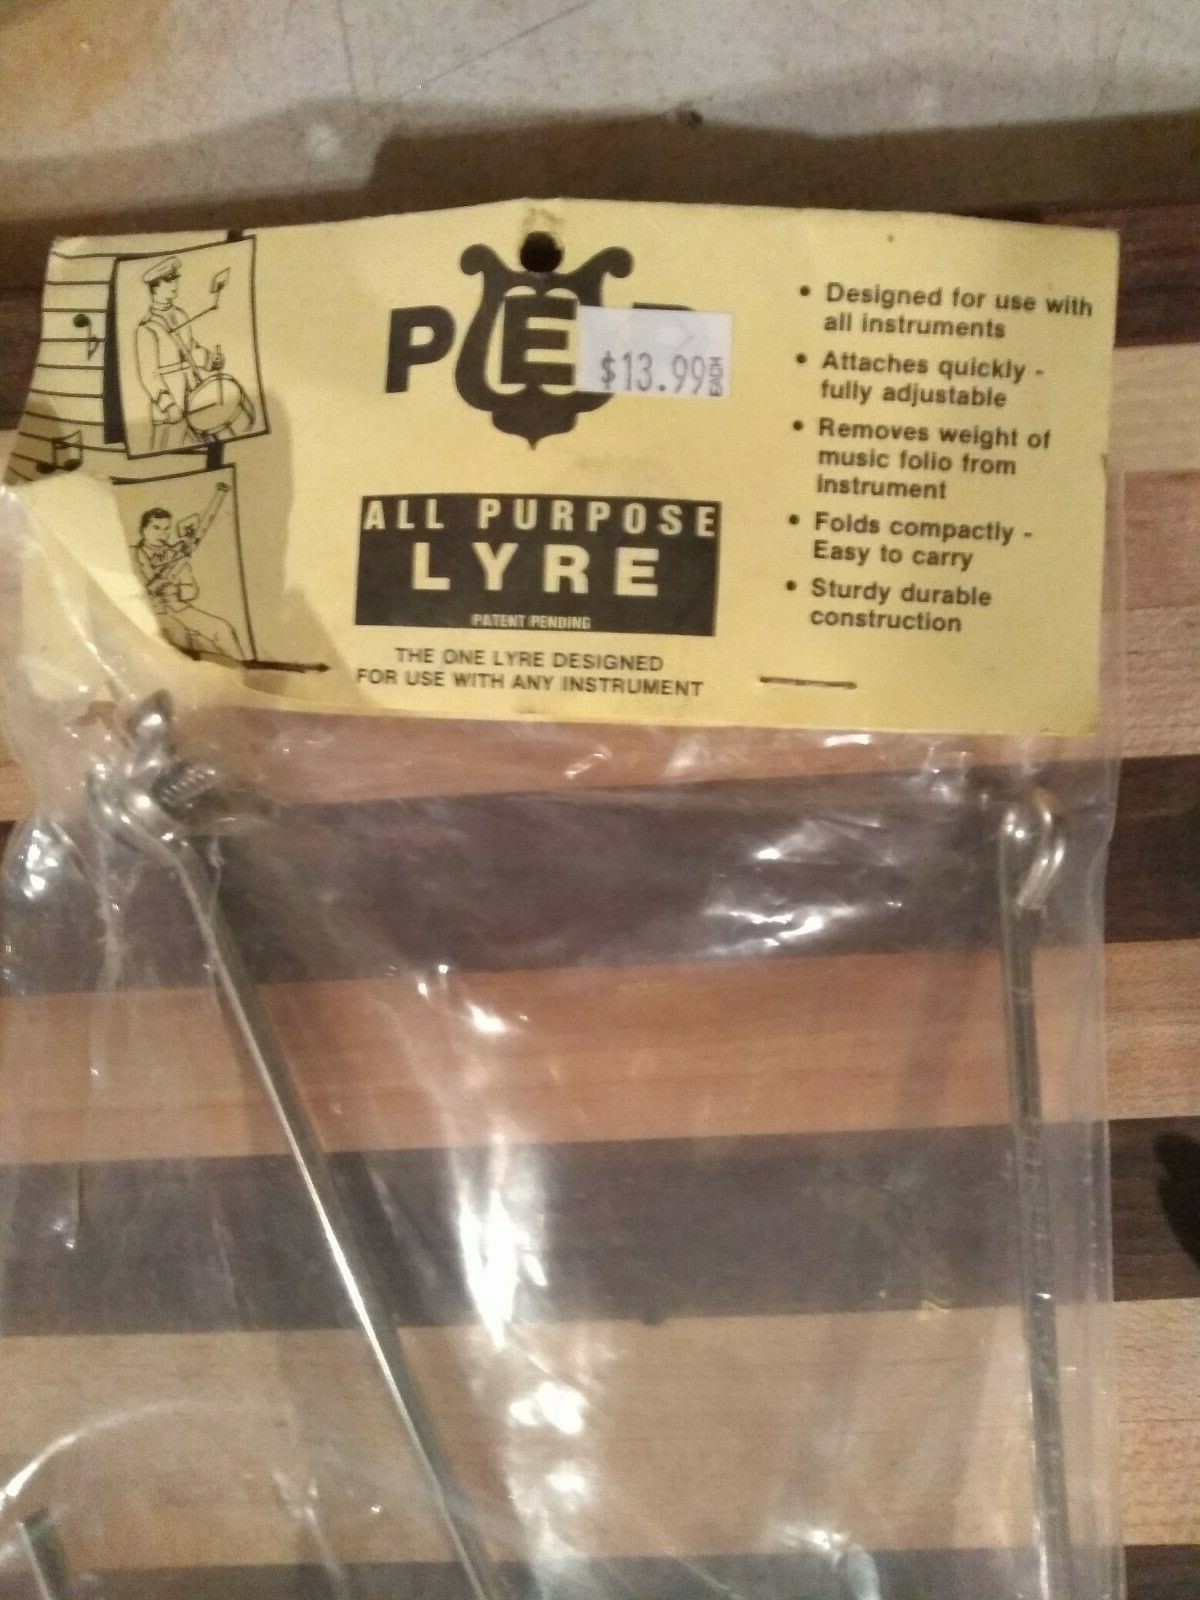 $13.99 EACH
ALL PURPOSE
LYRE
PATENT PENDING
THE ONE LYRE DESIGNED
FOR USE WITH ANY INSTRUMENT
• Designed for use with
all instruments
• Attaches quickly -
fully adjustable
• Removes weight of
music folio from
instrument
• Folds compactly -
Easy to carry
• Sturdy durable
construction